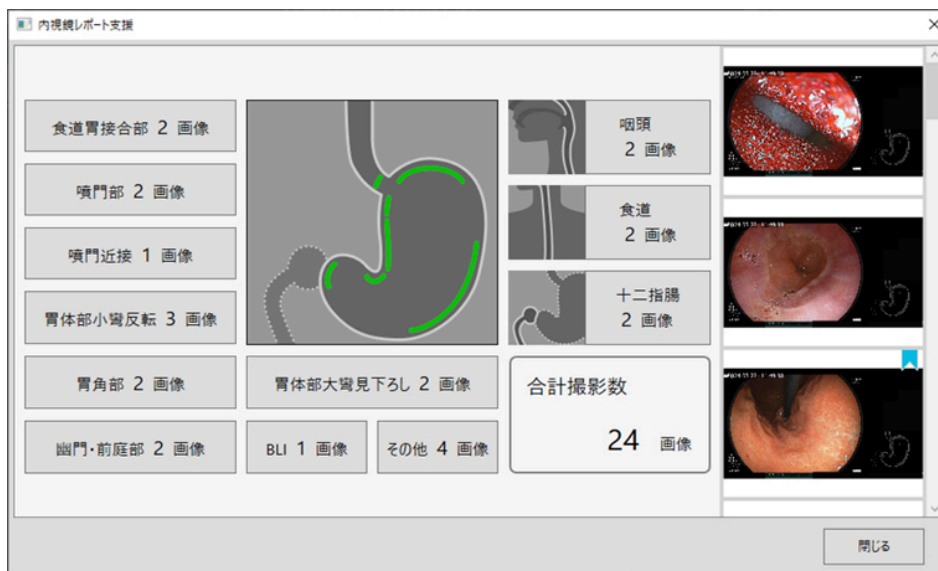 内視鏡レポート支援
食道胃接合部 2 画像
噴門部 2 画像
噴門近接 1 画像
胃体部小彎反転 3 画像
胃角部 2 画像
幽門・前庭部 2 画像
胃体部大彎見下ろし 2 画像
BLI 1 画像
その他 4 画像
咽頭
2 画像
食道
2 画像
十二指腸
2 画像
合計撮影数
24 画像
閉じる